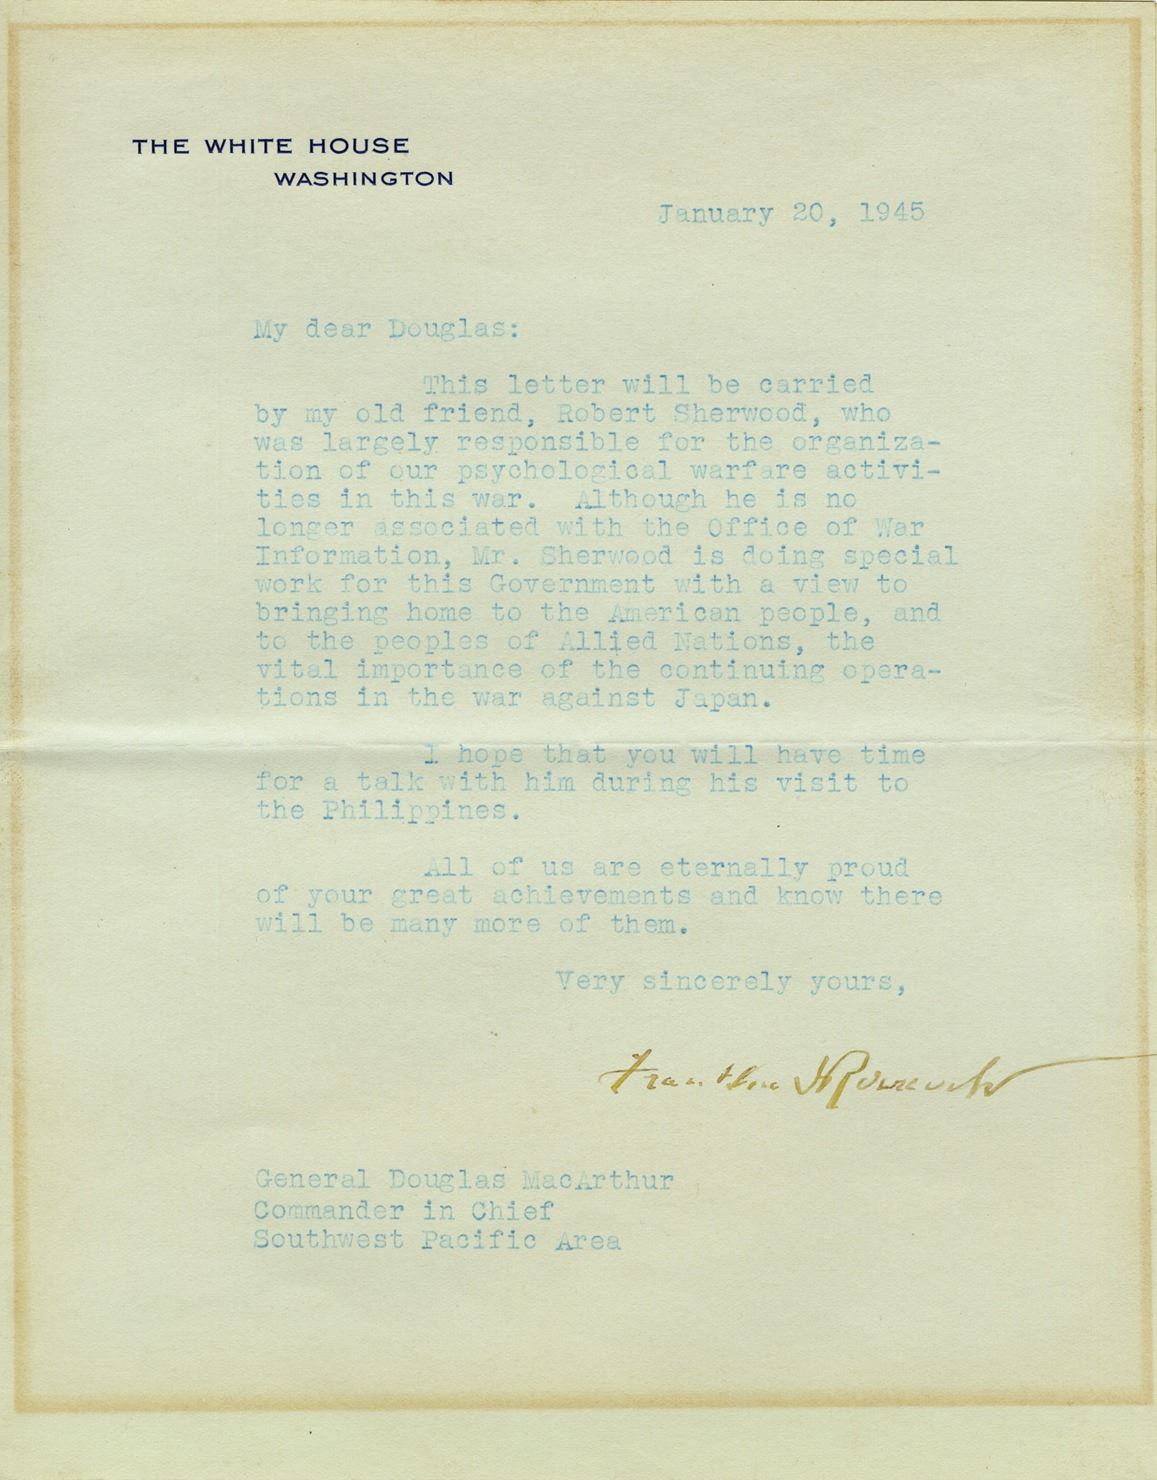 THE WHITE HOUSE
WASHINGTON
January 20, 1945
My dear Douglas:
This letter will be carried
by my old friend, Robert Sherwood, who
was largely responsible for the organiza-
tion of our psychological warfare activi-
ties in this war. Although he is no
longer associated with the Office of War
Information, Mr. Sherwood is doing special
work for this Government with a view to
bringing home to the American people, and
to the peoples of Allied Nations, the
vital importance of the continuing opera-
tions in the war against Japan.
I hope that you will have time
for a talk with him during his visit to
the Philippines.
All of us are eternally proud
of your great achievements and know there
will be many more of them.
Very sincerely yours,
Franklin D Roosevelt
General Douglas MacArthur
Commander in Chief
Southwest Pacific Area